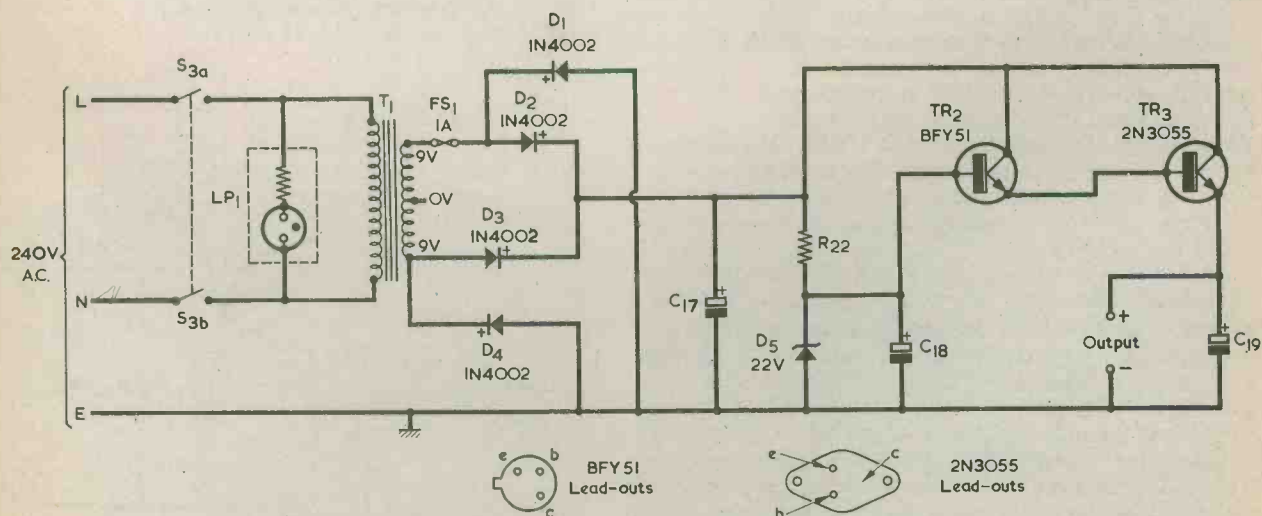 D1
1N4002
S3a
L
T1
FS1
1A
D2
1N4002
9V
TR2
BFY51
TR3
2N3055
LP1
0V
D3
1N4002
9V
240V
A.C.
R22
N
S3b
C17
+
D4
1N4002
D5
22V
C18
+
+
Output
−
C19
+
E
e
b
c
BFY51
Lead-outs
e
c
b
2N3055
Lead-outs